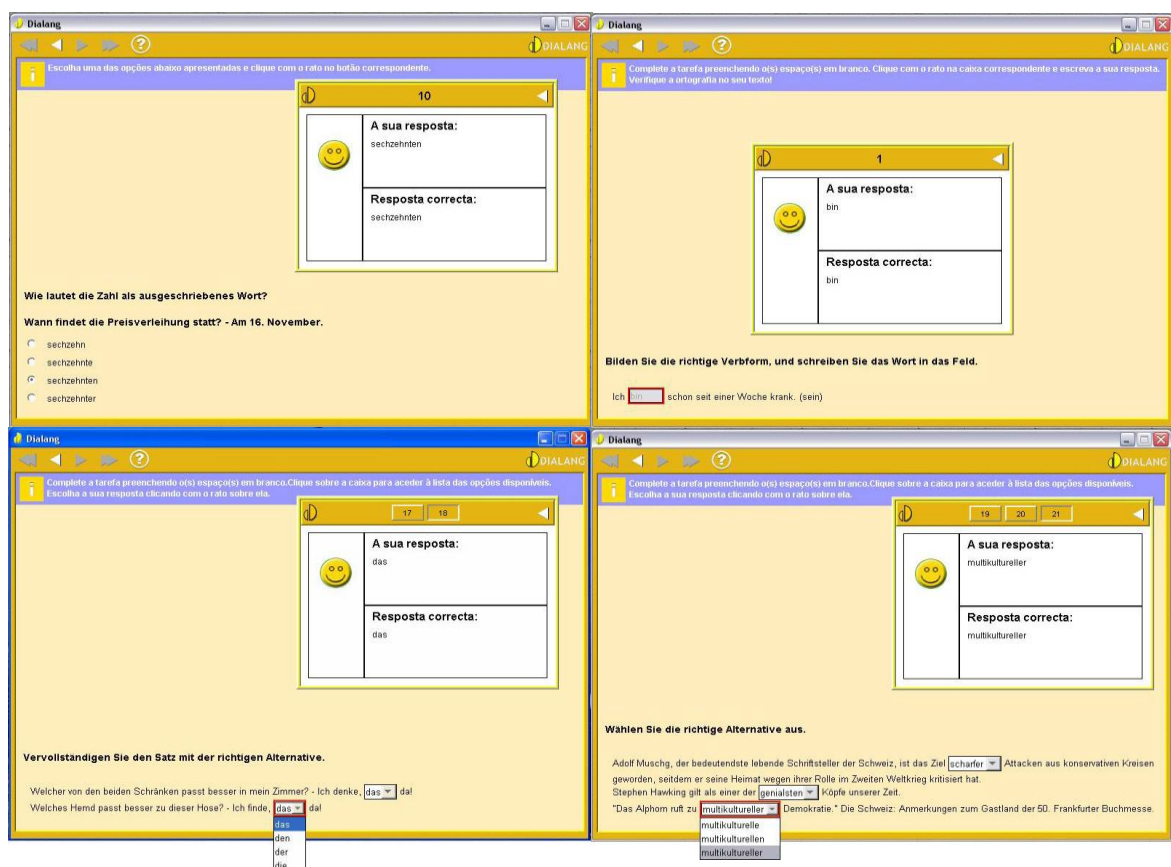 Dialang
DIALANG
Escolha uma das opções abaixo apresentadas e clique com o rato no botão correspondente.
10
A sua resposta:
sechzehnten
Resposta correcta:
sechzehnten
Wie lautet die Zahl als ausgeschriebenes Wort?
Wann findet die Preisverleihung statt? - Am 16. November.
sechzehn
sechzehnte
sechzehnten
sechzehnter
Dialang
DIALANG
Complete a tarefa preenchendo o(s) espaço(s) em branco. Clique com o rato na caixa correspondente e escreva a sua resposta.
Verifique a ortografia no seu texto!
1
A sua resposta:
bin
Resposta correcta:
bin
Bilden Sie die richtige Verbform, und schreiben Sie das Wort in das Feld.
Ich bin schon seit einer Woche krank. (sein)
Dialang
DIALANG
Complete a tarefa preenchendo o(s) espaço(s) em branco.Clique sobre a caixa para aceder à lista das opções disponíveis.
Escolha a sua resposta clicando com o rato sobre ela.
17 18
A sua resposta:
das
Resposta correcta:
das
Vervollständigen Sie den Satz mit der richtigen Alternative.
Welcher von den beiden Schränken passt besser in mein Zimmer? - Ich denke, das da!
Welches Hemd passt besser zu dieser Hose? - Ich finde, das da!
das
den
der
die
Dialang
DIALANG
Complete a tarefa preenchendo o(s) espaço(s) em branco.Clique sobre a caixa para aceder à lista das opções disponíveis.
Escolha a sua resposta clicando com o rato sobre ela.
19 20 21
A sua resposta:
multikultureller
Resposta correcta:
multikultureller
Wählen Sie die richtige Alternative aus.
Adolf Muschg, der bedeutendste lebende Schriftsteller der Schweiz, ist das Ziel scharfer Attacken aus konservativen Kreisen
geworden, seitdem er seine Heimat wegen ihrer Rolle im Zweiten Weltkrieg kritisiert hat.
Stephen Hawking gilt als einer der genialsten Köpfe unserer Zeit.
"Das Alphorn ruft zu multikultureller Demokratie." Die Schweiz: Anmerkungen zum Gastland der 50. Frankfurter Buchmesse.
multikulturelle
multikulturellen
multikultureller